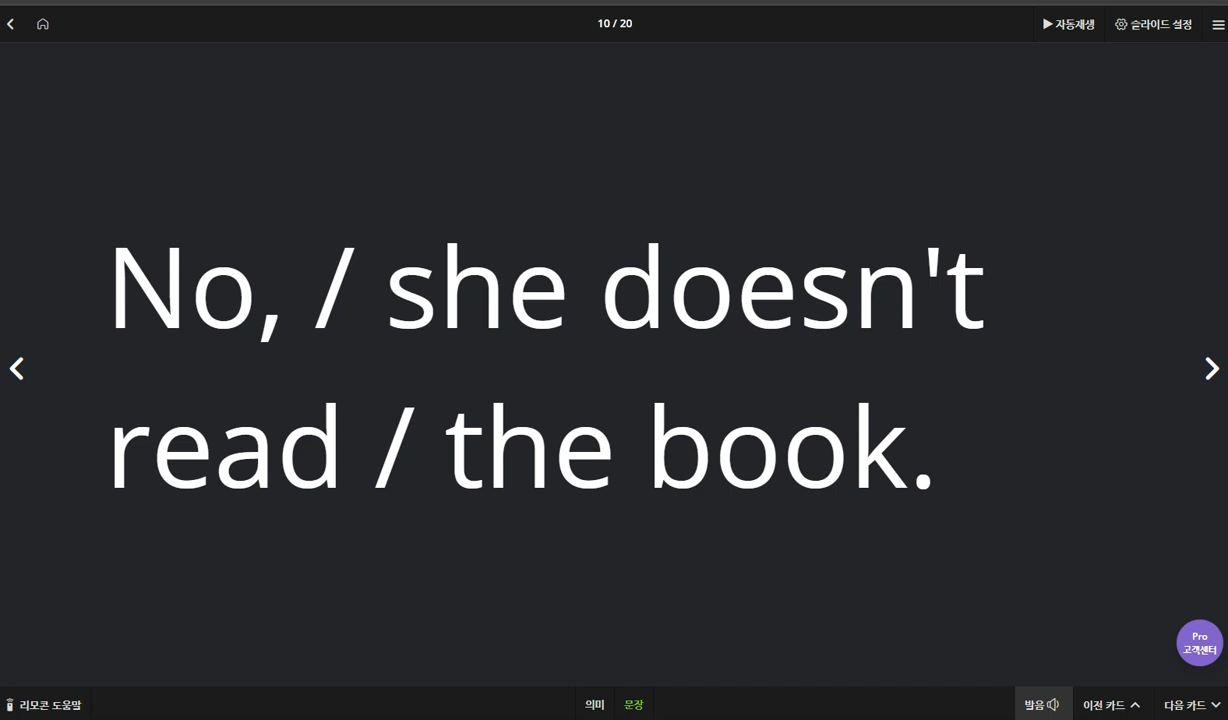 10 / 20
자동재생
슬라이드 설정
No, / she doesn't
read / the book.
Pro
고객센터
리모콘 도움말
의미
문장
발음
이전 카드
다음 카드